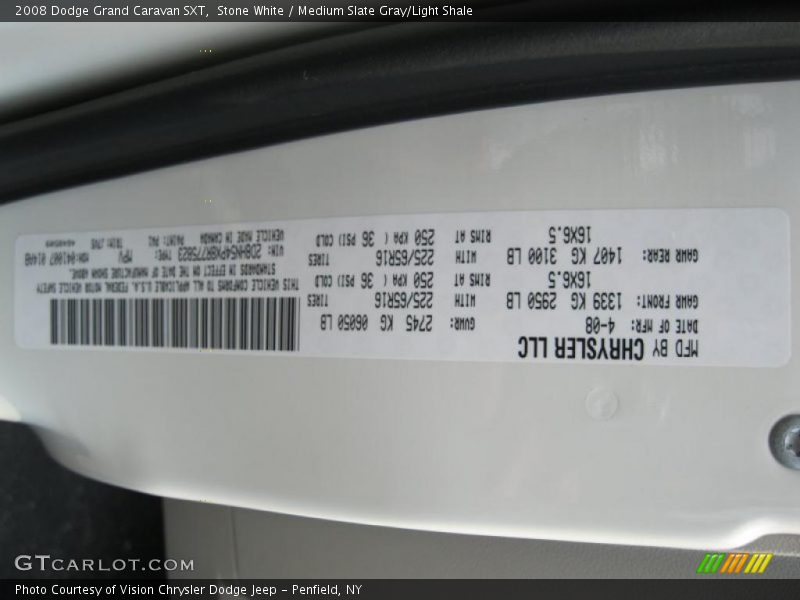 2008 Dodge Grand Caravan SXT, Stone White / Medium Slate Gray/Light Shale
MFD BY CHRYSLER LLC
DATE OF MFR: 4-08 GVWR: 2745 KG 06050 LB
GAWR FRONT: 1339 KG 2950 LB WITH 225/65R16 TIRES
16X6.5 RIMS AT 250 KPA ( 36 PSI) COLD
GAWR REAR: 1407 KG 3100 LB WITH 225/65R16 TIRES
16X6.5 RIMS AT 250 KPA ( 36 PSI) COLD
THIS VEHICLE CONFORMS TO ALL APPLICABLE U.S.A. FEDERAL MOTOR VEHICLE SAFETY
STANDARDS IN EFFECT ON THE DATE OF MANUFACTURE SHOWN ABOVE.
VIN: TYPE: MPV
VEHICLE MADE IN CANADA PAINT: PW1 TRIM:
GTCARLOT.COM
Photo Courtesy of Vision Chrysler Dodge Jeep – Penfield, NY